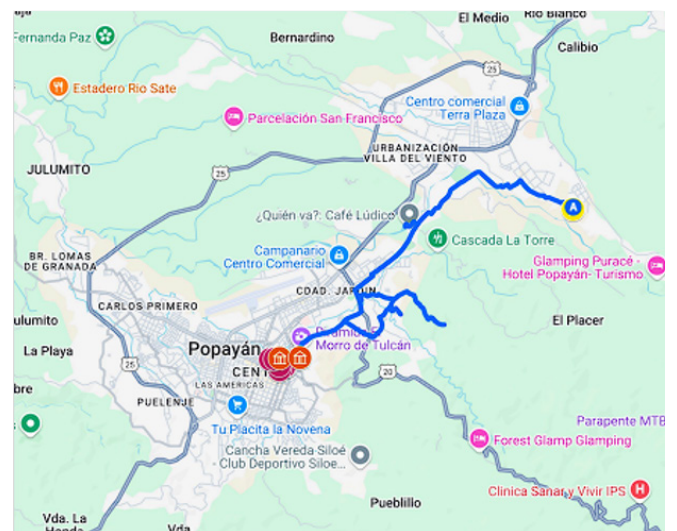 El Medio
Rio Blanco
Fernanda Paz
Bernardino
Calibio
25
Estadero Rio Sate
Centro comercial
Terra Plaza
Parcelación San Francisco
URBANIZACIÓN
VILLA DEL VIENTO
JULUMITO
25
A
¿Quién va?: Café Lúdico
Cascada La Torre
BR. LOMAS
DE GRANADA
Campanario
Centro Comercial
Glamping Puracé -
Hotel Popayán- Turismo
CDAD. JARDÍN
CARLOS PRIMERO
ulumito
El Placer
Morro de Tulcán
La Playa
Popayán
CENT
25
LAS AMERICAS
20
bre
PUELENJE
Tu Placita la Novena
Parapente MTB
Forest Glamp Glamping
Cancha Vereda Siloé
- Club Deportivo Siloe...
Clinica Sanar y Vivir IPS
H
Pueblillo
Vda. La
Vda